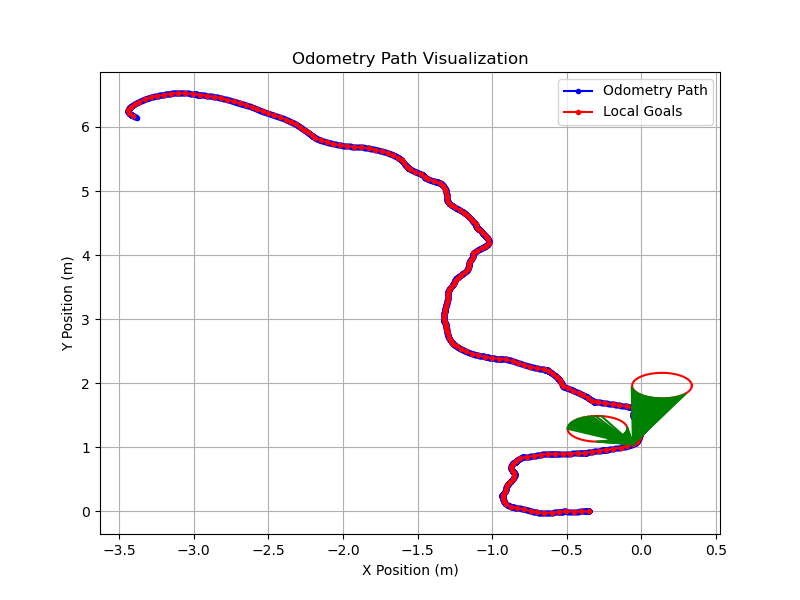 Odometry Path Visualization
Odometry Path
Local Goals
Y Position (m)
6
5
4
3
2
1
0
−3.5 −3.0 −2.5 −2.0 −1.5 −1.0 −0.5 0.0 0.5
X Position (m)